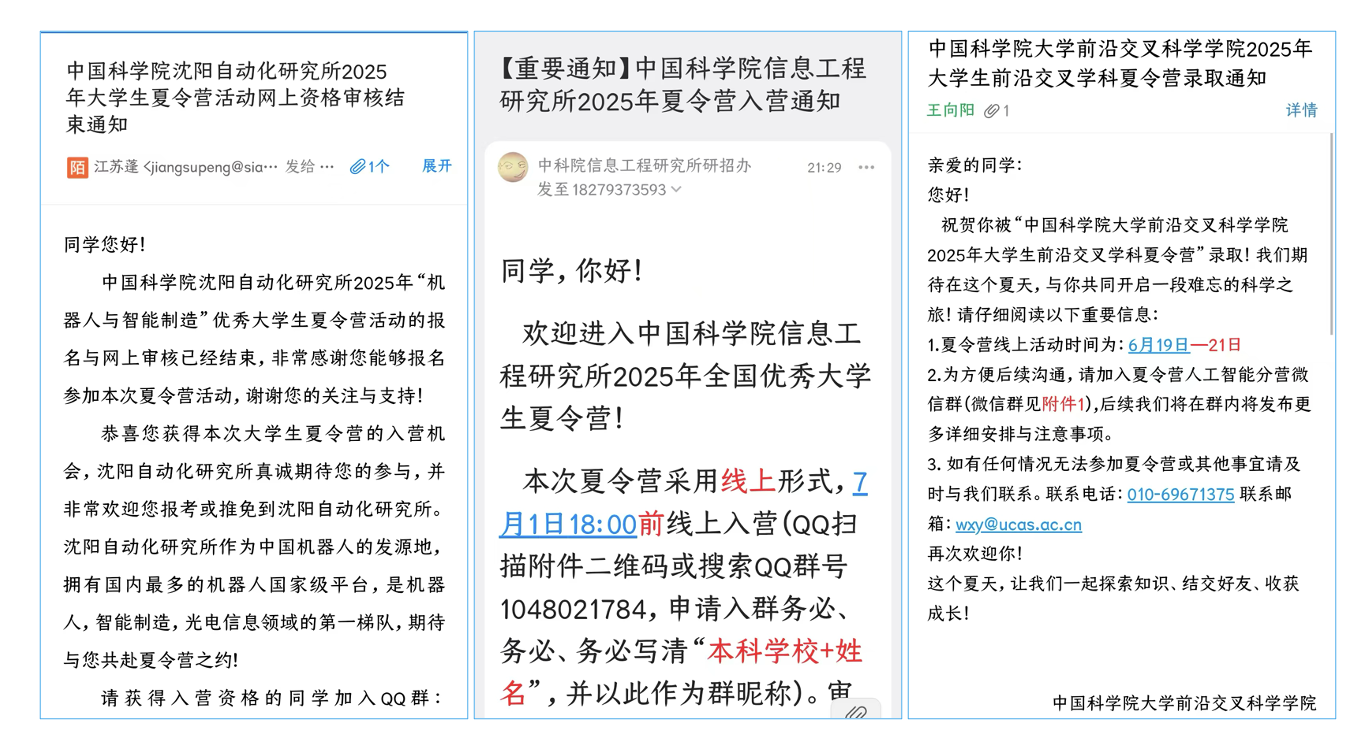 中国科学院沈阳自动化研究所2025
年大学生夏令营活动网上资格审核结
束通知
陌 江苏蓬 <jiangsupeng@sia··· 发给 ··· 1个 展开
同学您好!
中国科学院沈阳自动化研究所2025年“机
器人与智能制造”优秀大学生夏令营活动的报
名与网上审核已经结束,非常感谢您能够报名
参加本次夏令营活动,谢谢您的关注与支持!
恭喜您获得本次大学生夏令营的入营机
会,沈阳自动化研究所真诚期待您的参与,并
非常欢迎您报考或推免到沈阳自动化研究所。
沈阳自动化研究所作为中国机器人的发源地,
拥有国内最多的机器人国家级平台,是机器
人,智能制造,光电信息领域的第一梯队,期待
与您共赴夏令营之约!
请获得入营资格的同学加入QQ群:
【重要通知】中国科学院信息工程
研究所2025年夏令营入营通知
中科院信息工程研究所研招办 21:29 ···
发至 18279373593
同学,你好!
欢迎进入中国科学院信息工
程研究所2025年全国优秀大学
生夏令营!
本次夏令营采用线上形式,7
月1日18:00前线上入营(QQ扫
描附件二维码或搜索QQ群号
1048021784,申请入群务必、
务必、务必写清“本科学校+姓
名”,并以此作为群昵称)。审
中国科学院大学前沿交叉科学学院2025年
大学生前沿交叉学科夏令营录取通知
王向阳 1 详情
亲爱的同学:
您好!
祝贺你被“中国科学院大学前沿交叉科学学院
2025年大学生前沿交叉学科夏令营”录取!我们期
待在这个夏天,与你共同开启一段难忘的科学之
旅!请仔细阅读以下重要信息:
1.夏令营线上活动时间为:6月19日—21日
2.为方便后续沟通,请加入夏令营人工智能分营微
信群(微信群见附件1),后续我们将在群内将发布更
多详细安排与注意事项。
3. 如有任何情况无法参加夏令营或其他事宜请及
时与我们联系。联系电话:010-69671375 联系邮
箱:wxy@ucas.ac.cn
再次欢迎你!
这个夏天,让我们一起探索知识、结交好友、收获
成长!
中国科学院大学前沿交叉科学学院